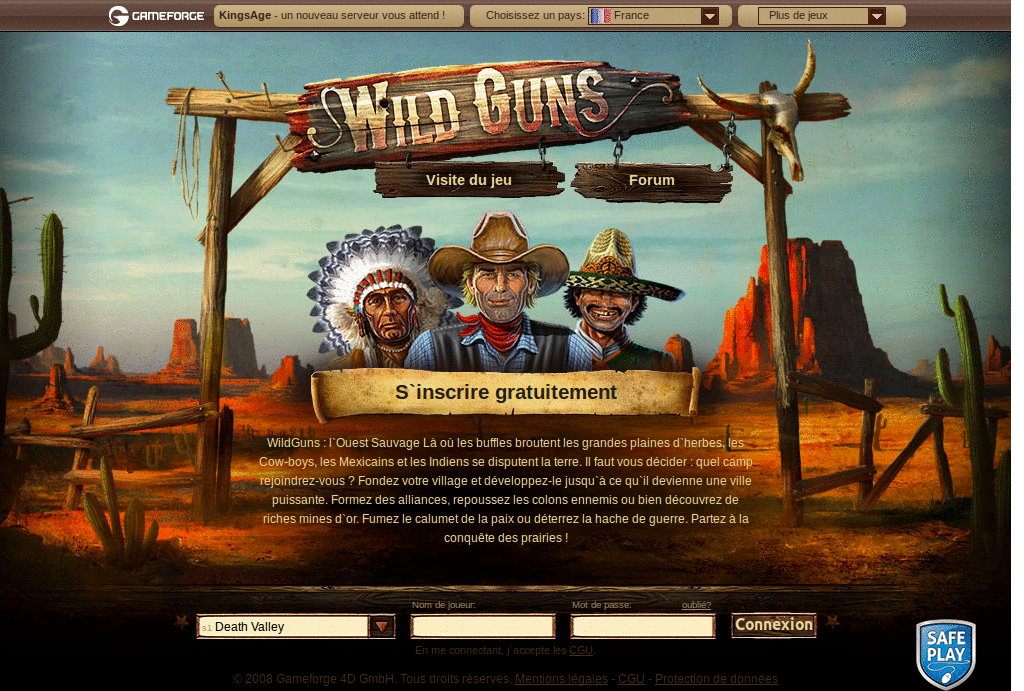 GAMEFORGE KingsAge - un nouveau serveur vous attend ! Choisissez un pays: France Plus de jeux
WILD GUNS
Visite du jeu Forum
S`inscrire gratuitement
WildGuns : l`Ouest Sauvage Là où les buffles broutent les grandes plaines d`herbes, les
Cow-boys, les Mexicains et les Indiens se disputent la terre. Il faut vous décider : quel camp
rejoindrez-vous ? Fondez votre village et développez-le jusqu`à ce qu`il devienne une ville
puissante. Formez des alliances, repoussez les colons ennemis ou bien découvrez de
riches mines d`or. Fumez le calumet de la paix ou déterrez la hache de guerre. Partez à la
conquête des prairies !
Nom de joueur: Mot de passe: oublié?
s1 Death Valley Connexion
En me connectant, j`accepte les CGU.
SAFE
PLAY
© 2008 Gameforge 4D GmbH. Tous droits réservés. Mentions légales - CGU - Protection de données